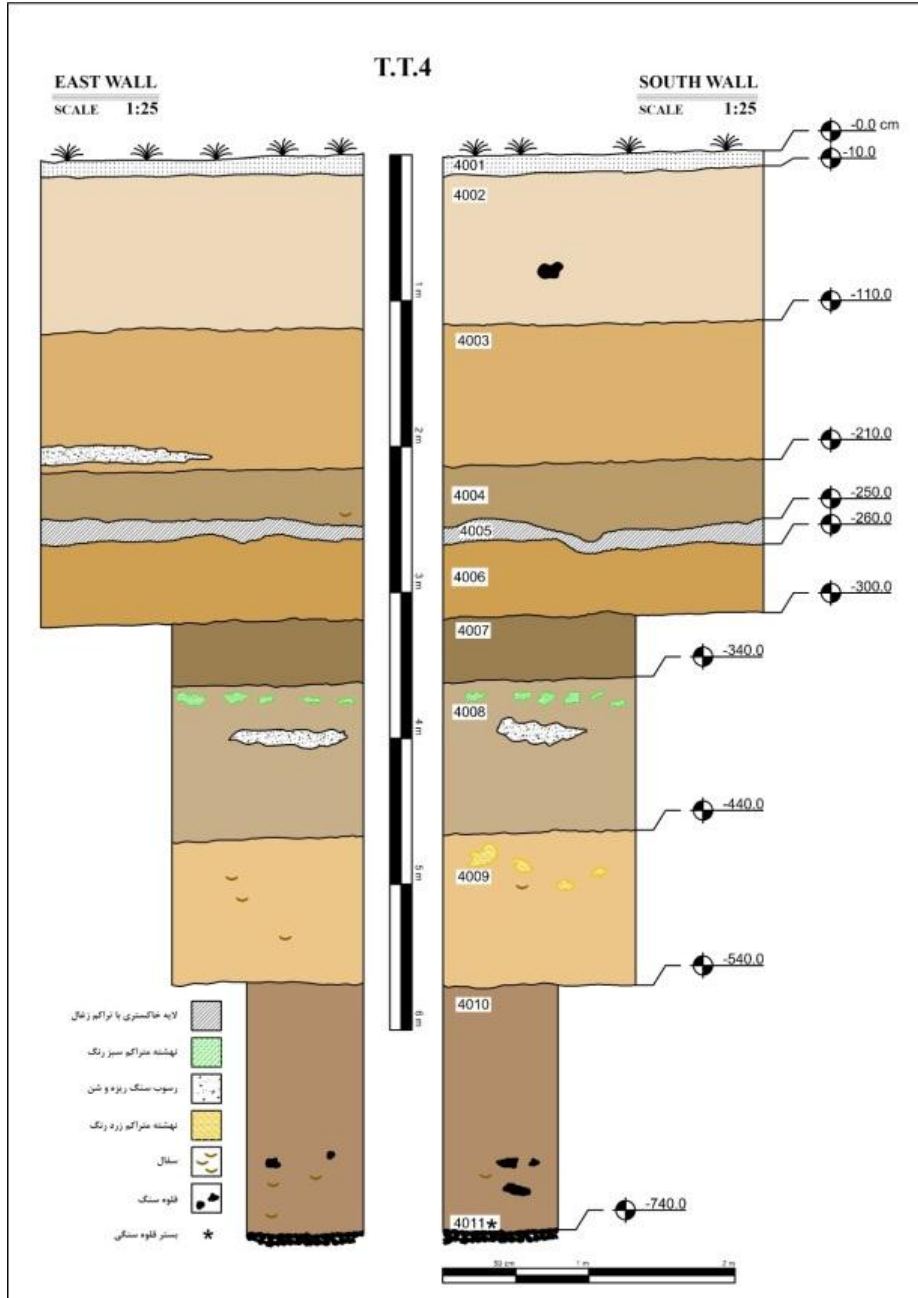 T.T.4
EAST WALL
SCALE 1:25
SOUTH WALL
SCALE 1:25
-0.0 cm
-10.0
4001
4002
1 m
-110.0
4003
2 m
-210.0
4004
-250.0
4005
-260.0
4006
3 m
-300.0
4007
-340.0
4008
4 m
-440.0
4009
5 m
-540.0
4010
6 m
لایه خاکستری با تراکم زغال
نهشته متراکم سبز رنگ
رسوب سنگ ریزه و شن
نهشته متراکم زرد رنگ
سفال
قلوه سنگ
بستر قلوه سنگی *
4011*
-740.0
50 cm 1 m 2 m